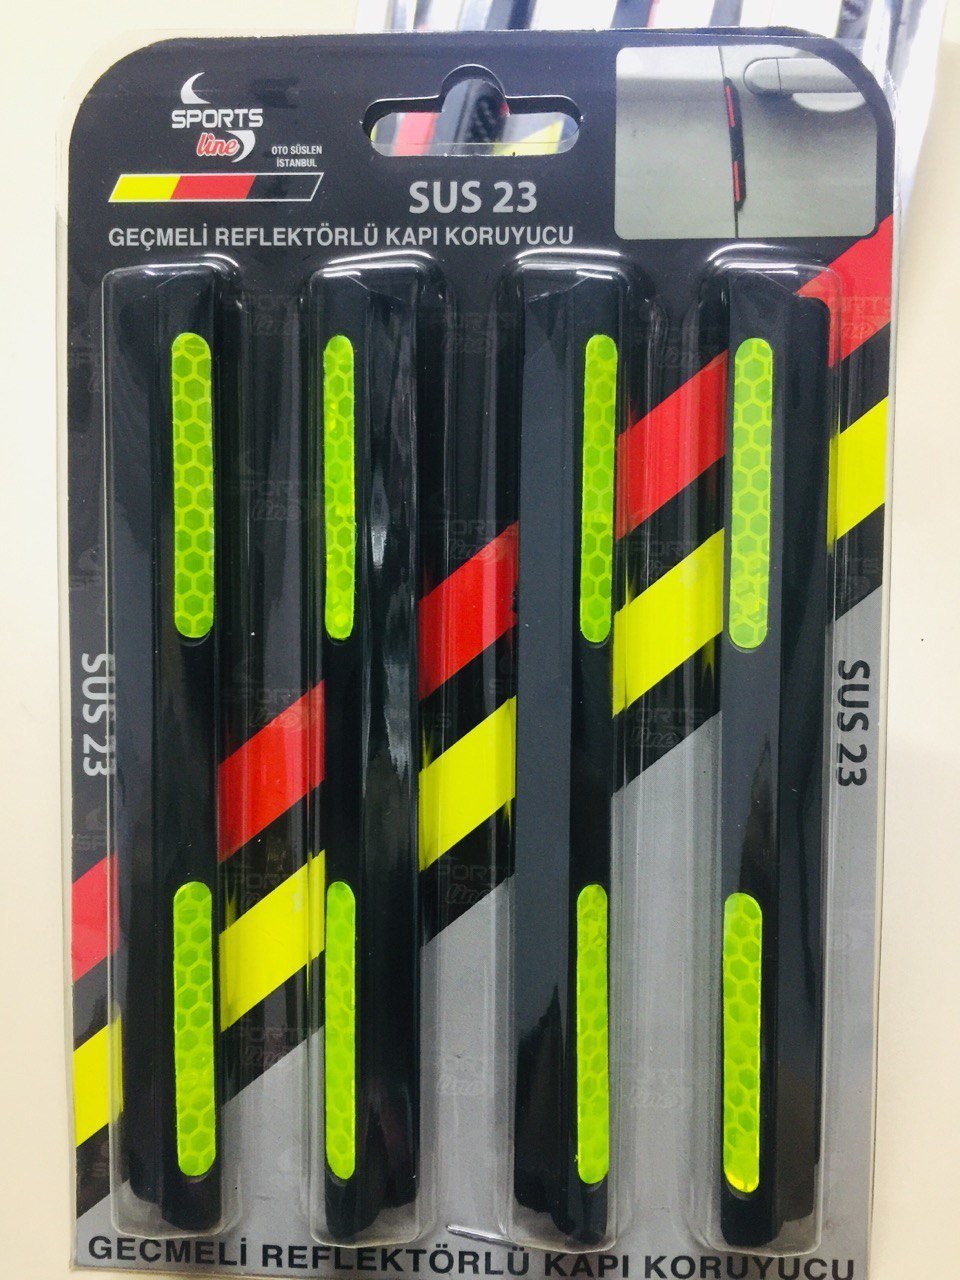 SPORTS
line
OTO SÜSLEN
İSTANBUL
SUS 23
GEÇMELİ REFLEKTÖRLÜ KAPI KORUYUCU
SUS 23
SUS 23
GEÇMELİ REFLEKTÖRLÜ KAPI KORUYUCU